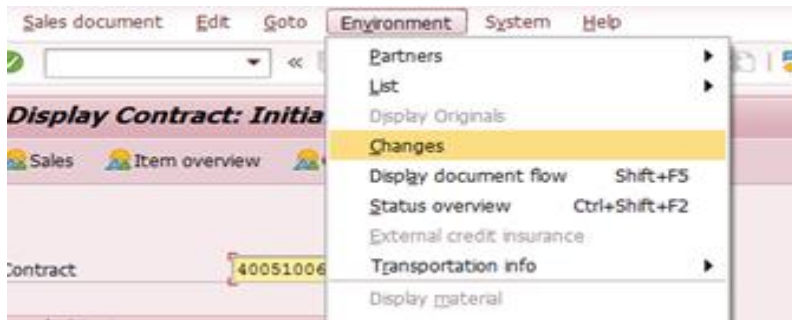 Sales document Edit Goto Environment System Help
Partners
List
Display Originals
Display Contract: Initia
Changes
Sales Item overview
Display document flow Shift+F5
Status overview Ctrl+Shift+F2
External credit insurance
Contract 40051006
Transportation info
Display material